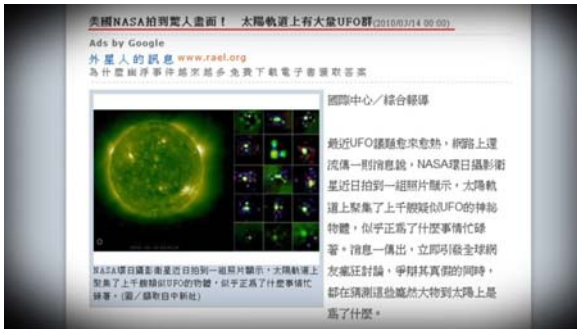 美國NASA拍到驚人畫面！ 太陽軌道上有大量UFO群(2010/03/14 00:00)
Ads by Google
外星人的訊息 www.rael.org
為什麼幽浮事件越來越多免費下載電子書獲取答案
國際中心／綜合報導
最近UFO議題愈來愈熱，網路上還
流傳一則消息說，NASA環日攝影衛
星近日拍到一組照片顯示，太陽軌
道上聚集了上千艘疑似UFO的神祕
物體，似乎正為了什麼事情忙碌
著。消息一傳出，立即引發全球網
友瘋狂討論，爭辯其真假的同時，
都在猜測這些龐然大物到太陽上是
為了什麼。
NASA環日攝影衛星近日拍到一組照片顯示，太陽軌道上
聚集了上千艘類似UFO的物體，似乎正為了什麼事情忙
碌著。(圖／擷取自中新社)